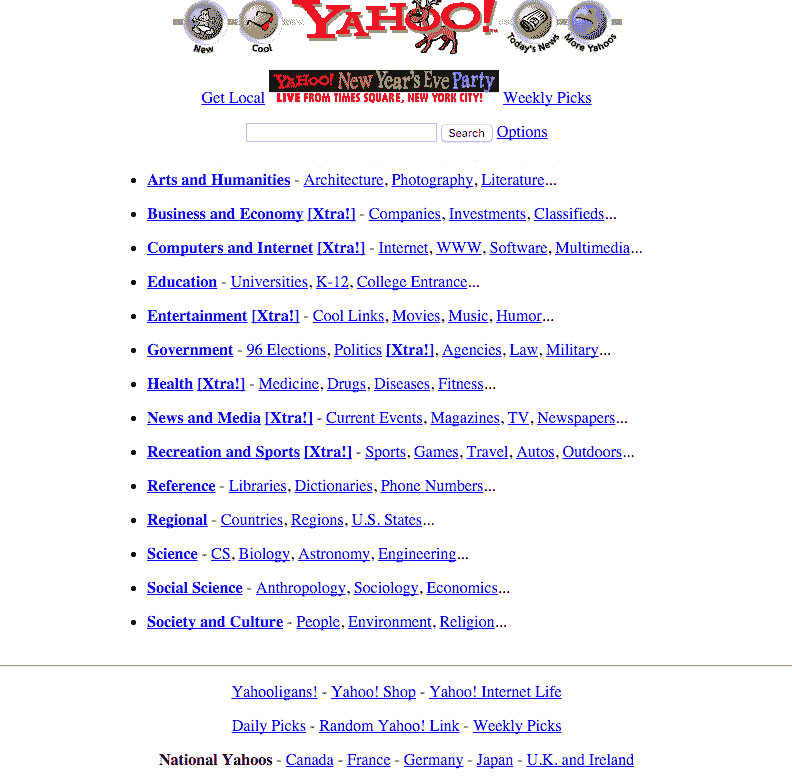 YAHOO!
New Cool Today's News More Yahoos
Get Local YAHOO! NEW YEAR'S EVE PARTY Weekly Picks
LIVE FROM TIMES SQUARE, NEW YORK CITY!
Search Options
Arts and Humanities - Architecture, Photography, Literature...
Business and Economy [Xtra!] - Companies, Investments, Classifieds...
Computers and Internet [Xtra!] - Internet, WWW, Software, Multimedia...
Education - Universities, K-12, College Entrance...
Entertainment [Xtra!] - Cool Links, Movies, Music, Humor...
Government - 96 Elections, Politics [Xtra!], Agencies, Law, Military...
Health [Xtra!] - Medicine, Drugs, Diseases, Fitness...
News and Media [Xtra!] - Current Events, Magazines, TV, Newspapers...
Recreation and Sports [Xtra!] - Sports, Games, Travel, Autos, Outdoors...
Reference - Libraries, Dictionaries, Phone Numbers...
Regional - Countries, Regions, U.S. States...
Science - CS, Biology, Astronomy, Engineering...
Social Science - Anthropology, Sociology, Economics...
Society and Culture - People, Environment, Religion...
Yahooligans! - Yahoo! Shop - Yahoo! Internet Life
Daily Picks - Random Yahoo! Link - Weekly Picks
National Yahoos - Canada - France - Germany - Japan - U.K. and Ireland